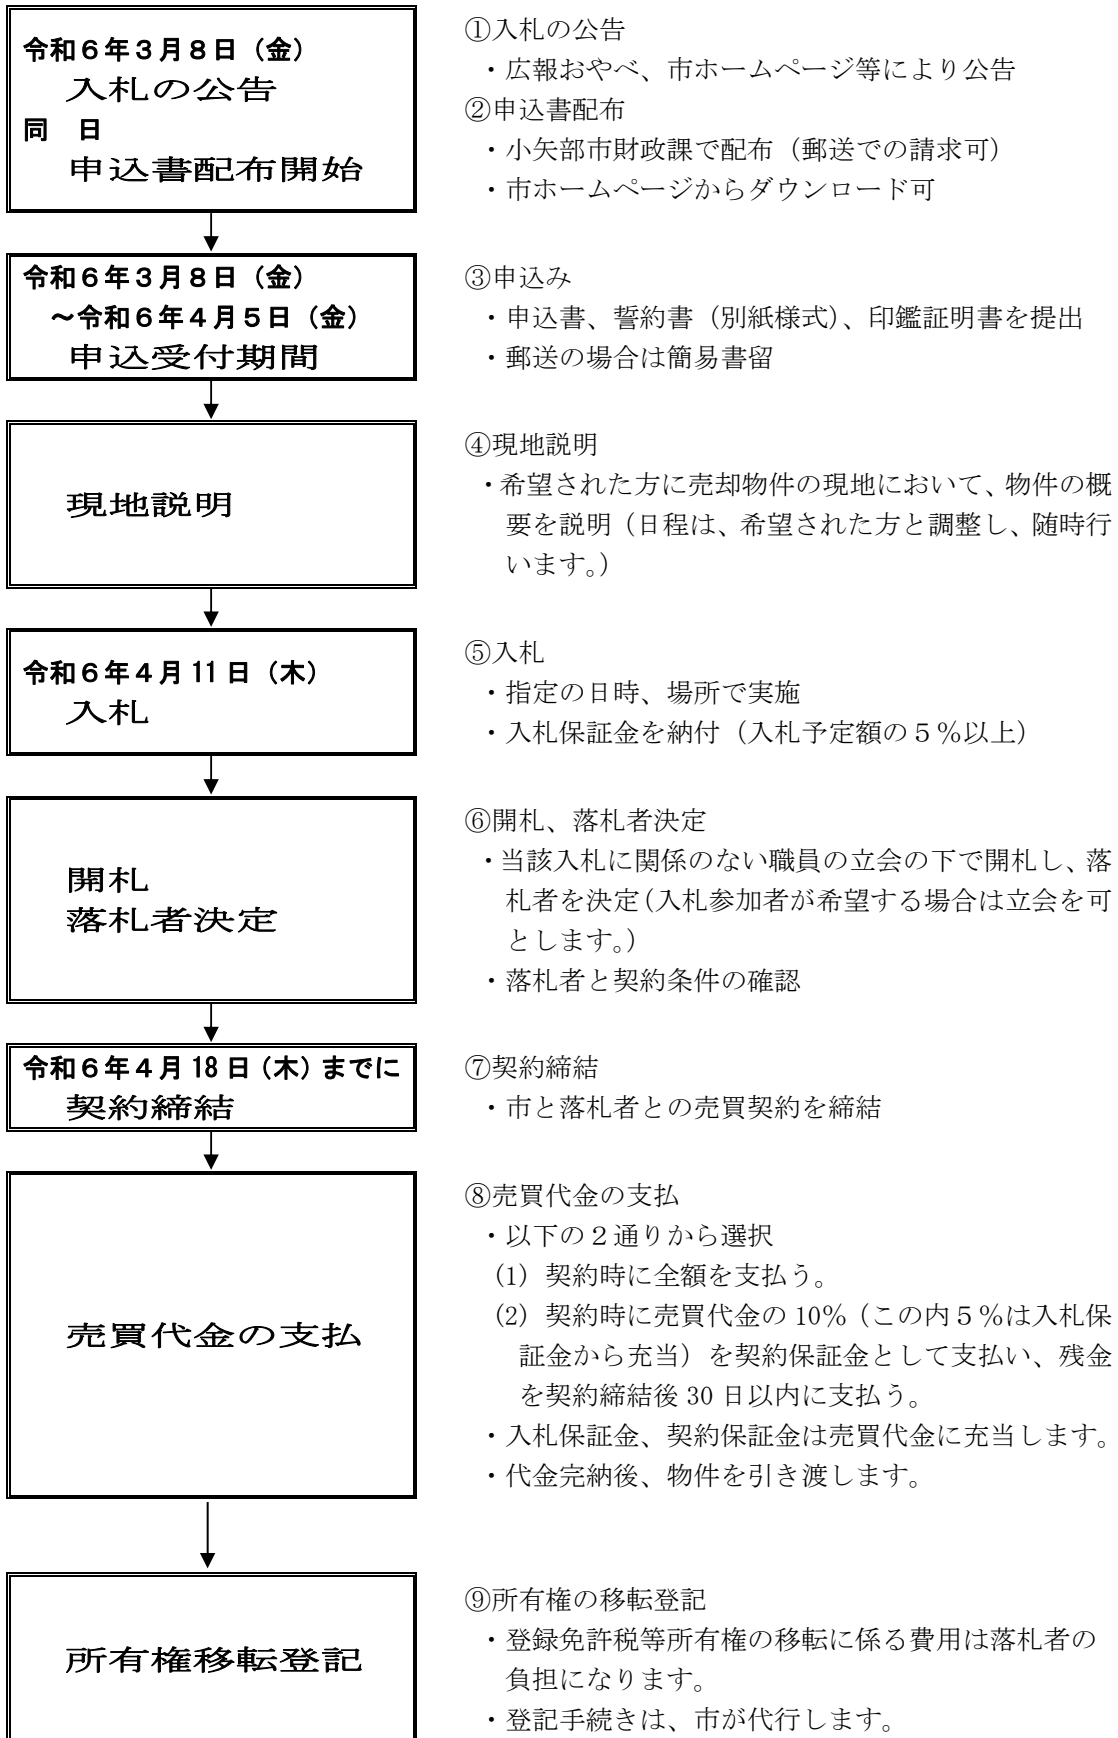 令和６年３月８日（金）
入札の公告
同　日
申込書配布開始
①入札の公告
・広報おやべ、市ホームページ等により公告
②申込書配布
・小矢部市財政課で配布（郵送での請求可）
・市ホームページからダウンロード可
令和６年３月８日（金）
～令和６年４月５日（金）
申込受付期間
③申込み
・申込書、誓約書（別紙様式）、印鑑証明書を提出
・郵送の場合は簡易書留
現地説明
④現地説明
・希望された方に売却物件の現地において、物件の概
要を説明（日程は、希望された方と調整し、随時行
います。）
令和６年４月 11 日（木）
入札
⑤入札
・指定の日時、場所で実施
・入札保証金を納付（入札予定額の５％以上）
開札
落札者決定
⑥開札、落札者決定
・当該入札に関係のない職員の立会の下で開札し、落
札者を決定（入札参加者が希望する場合は立会を可
とします。）
・落札者と契約条件の確認
令和６年４月 18 日（木）までに
契約締結
⑦契約締結
・市と落札者との売買契約を締結
売買代金の支払
⑧売買代金の支払
・以下の２通りから選択
(1) 契約時に全額を支払う。
(2) 契約時に売買代金の 10％（この内５％は入札保
証金から充当）を契約保証金として支払い、残金
を契約締結後 30 日以内に支払う。
・入札保証金、契約保証金は売買代金に充当します。
・代金完納後、物件を引き渡します。
所有権移転登記
⑨所有権の移転登記
・登録免許税等所有権の移転に係る費用は落札者の
負担になります。
・登記手続きは、市が代行します。